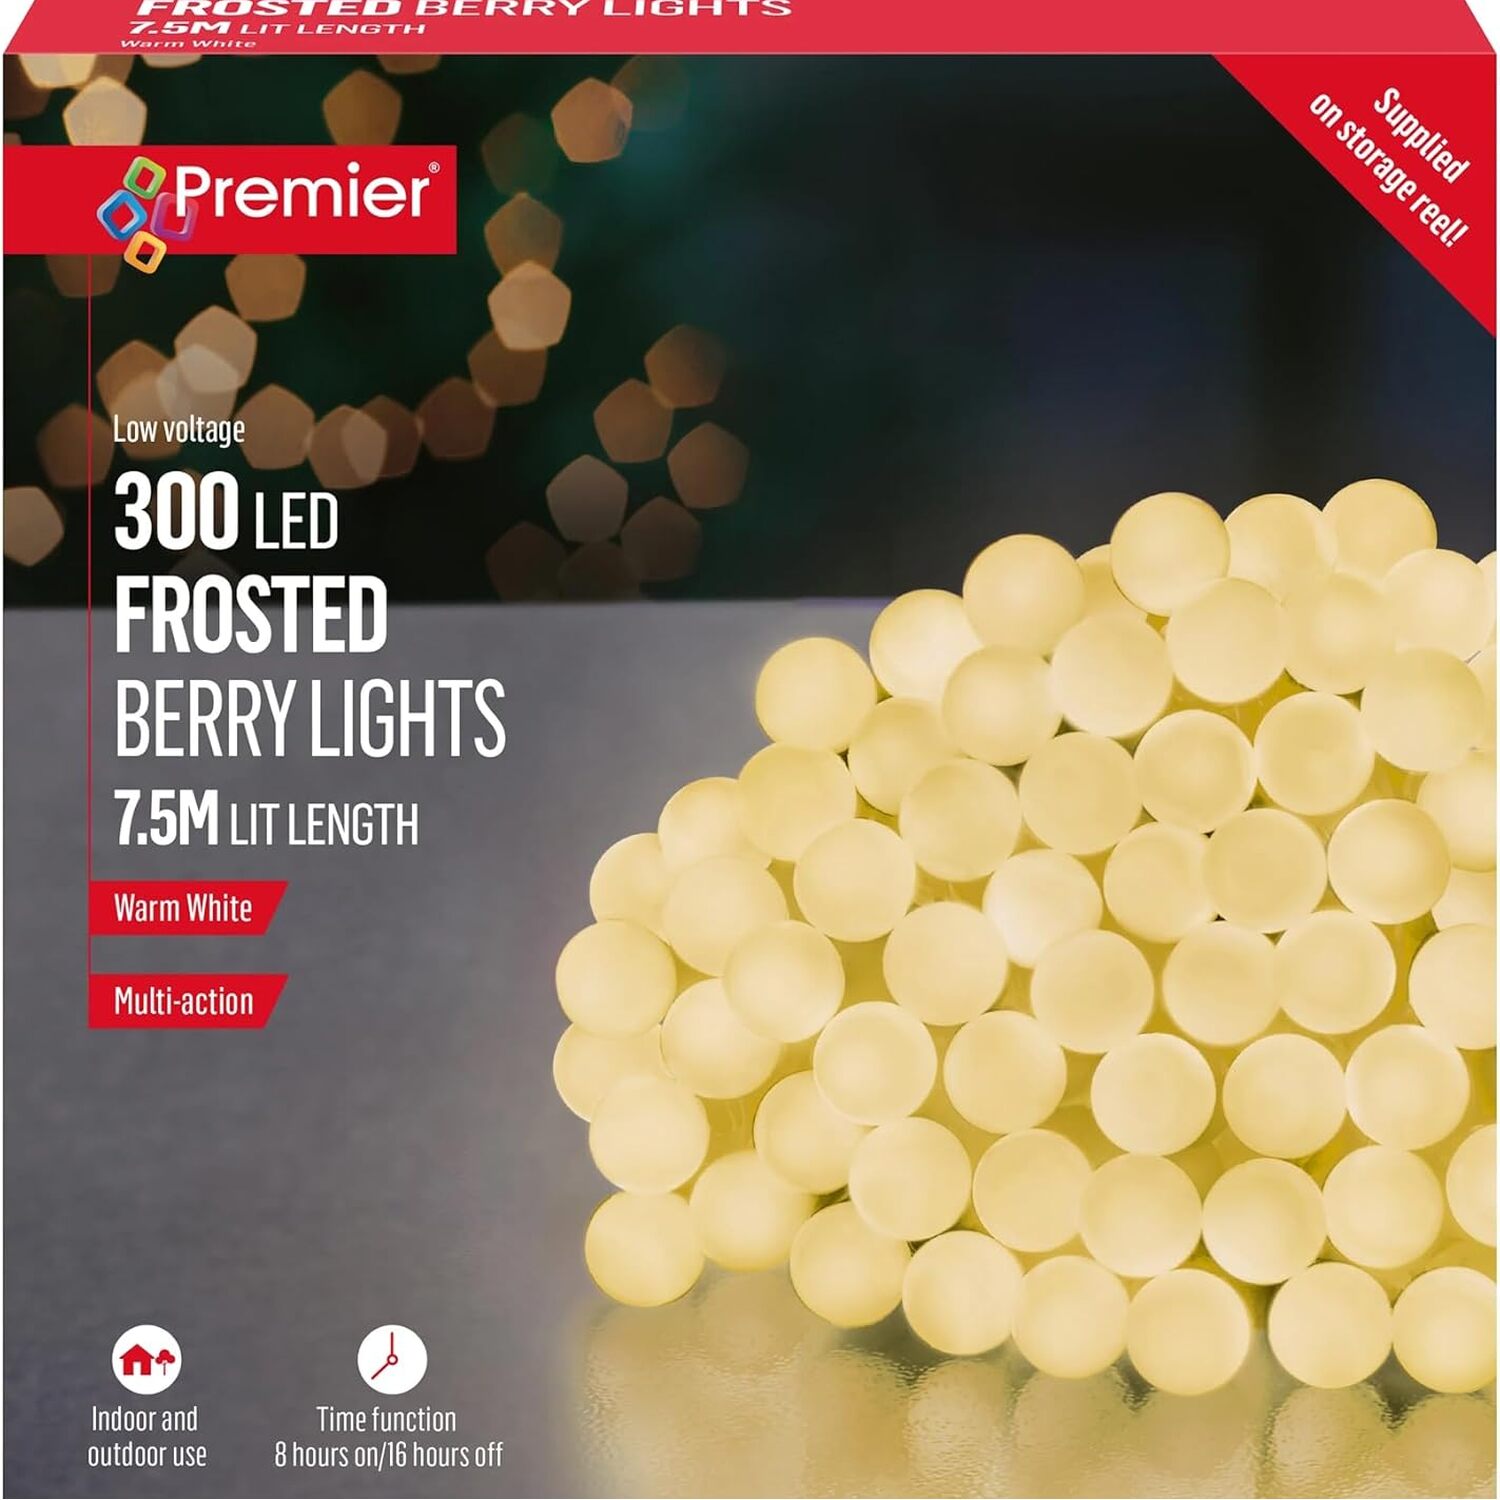 FROSTED BERRY LIGHTS
7.5M LIT LENGTH
Warm White
Supplied
on storage reel!
Premier®
Low voltage
300 LED
FROSTED
BERRY LIGHTS
7.5M LIT LENGTH
Warm White
Multi-action
Indoor and
outdoor use
Time function
8 hours on/16 hours off